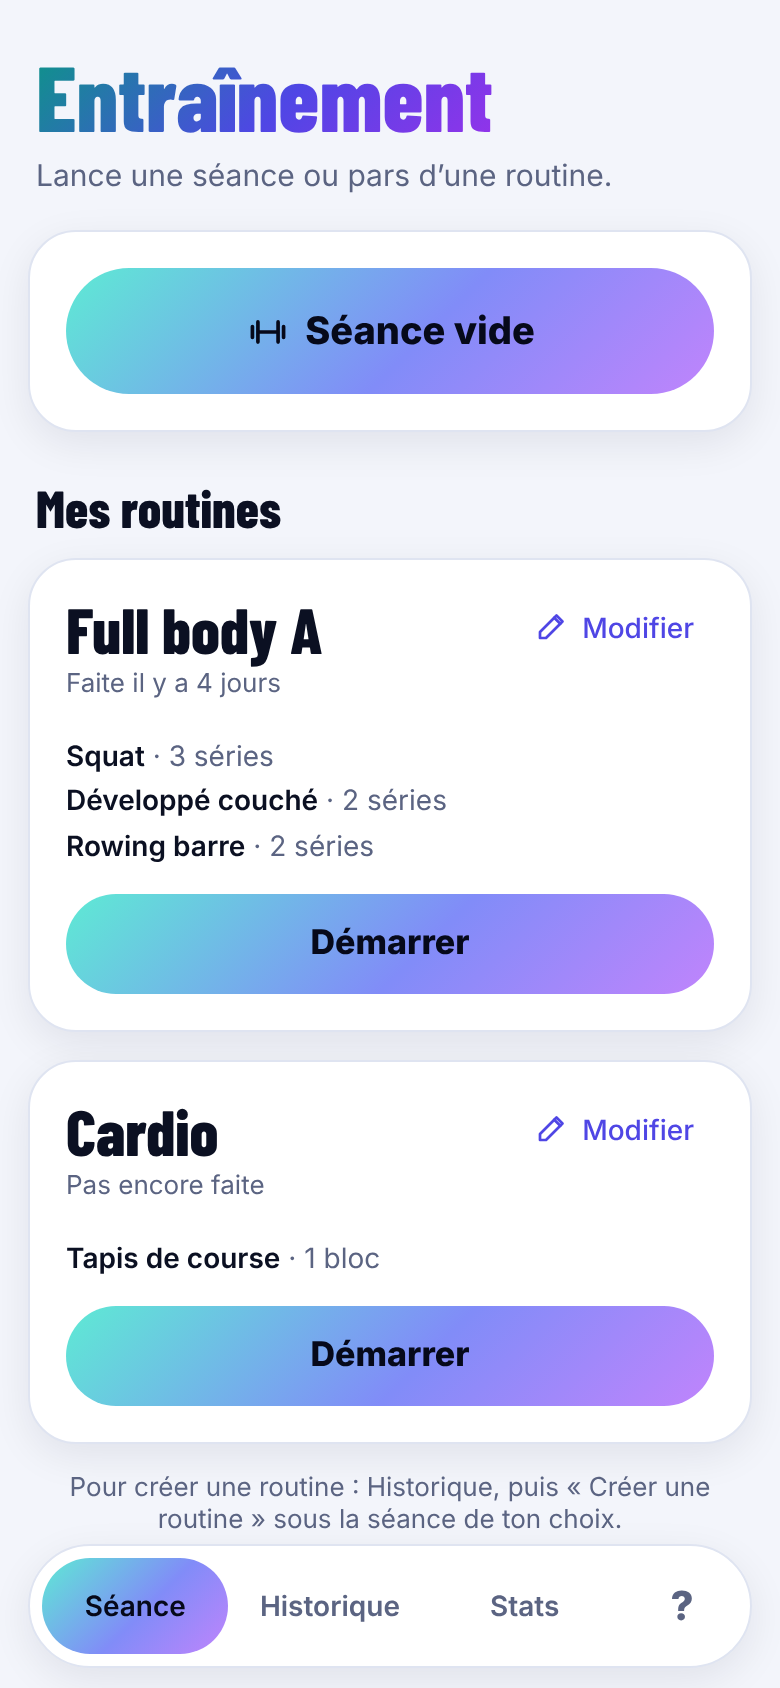 Entraînement
Lance une séance ou pars d’une routine.
Séance vide
Mes routines
Full body A
Modifier
Faite il y a 4 jours
Squat · 3 séries
Développé couché · 2 séries
Rowing barre · 2 séries
Démarrer
Cardio
Modifier
Pas encore faite
Tapis de course · 1 bloc
Démarrer
Pour créer une routine : Historique, puis « Créer une
routine » sous la séance de ton choix.
Séance
Historique
Stats
?